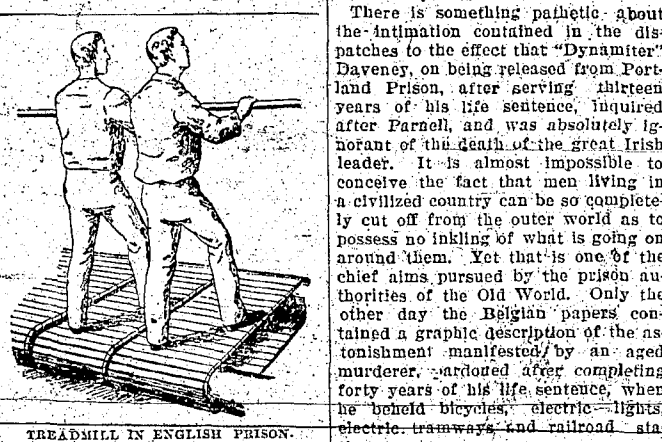 There is something pathetic about
the intimation contained in the dis-
patches to the effect that "Dynamiter"
Daveney, on being released from Port-
land Prison, after serving thirteen
years of his life sentence, inquired
after Parnell, and was absolutely ig-
norant of the death of the great Irish
leader. It is almost impossible to
conceive the fact that men living in
a civilized country can be so complete-
ly cut off from the outer world as to
possess no inkling of what is going on
around them. Yet that is one of the
chief aims pursued by the prison au-
thorities of the Old World. Only the
other day the Belgian papers con-
tained a graphic description of the as-
tonishment manifested by an aged
murderer, pardoned after completing
forty years of his life sentence, when
he beheld bicycles, electric lights,
electric tramways and railroad sta
TREADMILL IN ENGLISH PRISON.